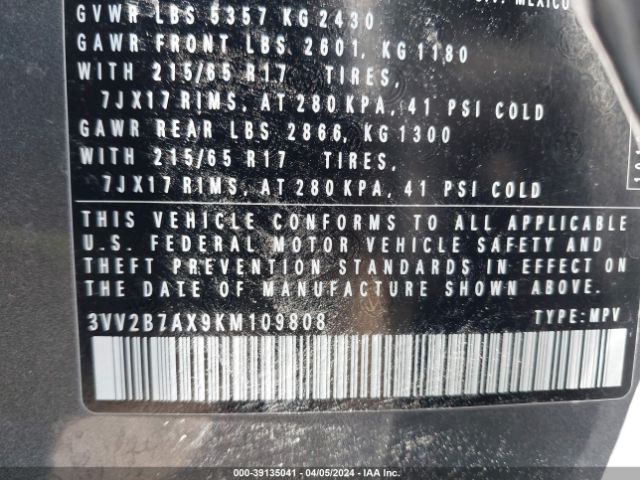 MEXICO
GVWR LBS 5357 KG 2430
GAWR FRONT LBS 2601, KG 1180
WITH 215/65 R17 TIRES,
7JX17 RIMS, AT 280 KPA, 41 PSI COLD
GAWR REAR LBS 2866, KG 1300
WITH 215/65 R17 TIRES,
7JX17 RIMS, AT 280 KPA, 41 PSI COLD
THIS VEHICLE CONFORMS TO ALL APPLICABLE
U.S. FEDERAL MOTOR VEHICLE SAFETY AND
THEFT PREVENTION STANDARDS IN EFFECT ON
THE DATE OF MANUFACTURE SHOWN ABOVE.
3VV2B7AX9KM109808 TYPE: MPV
000-39135041 - 04/05/2024 - IAA Inc.